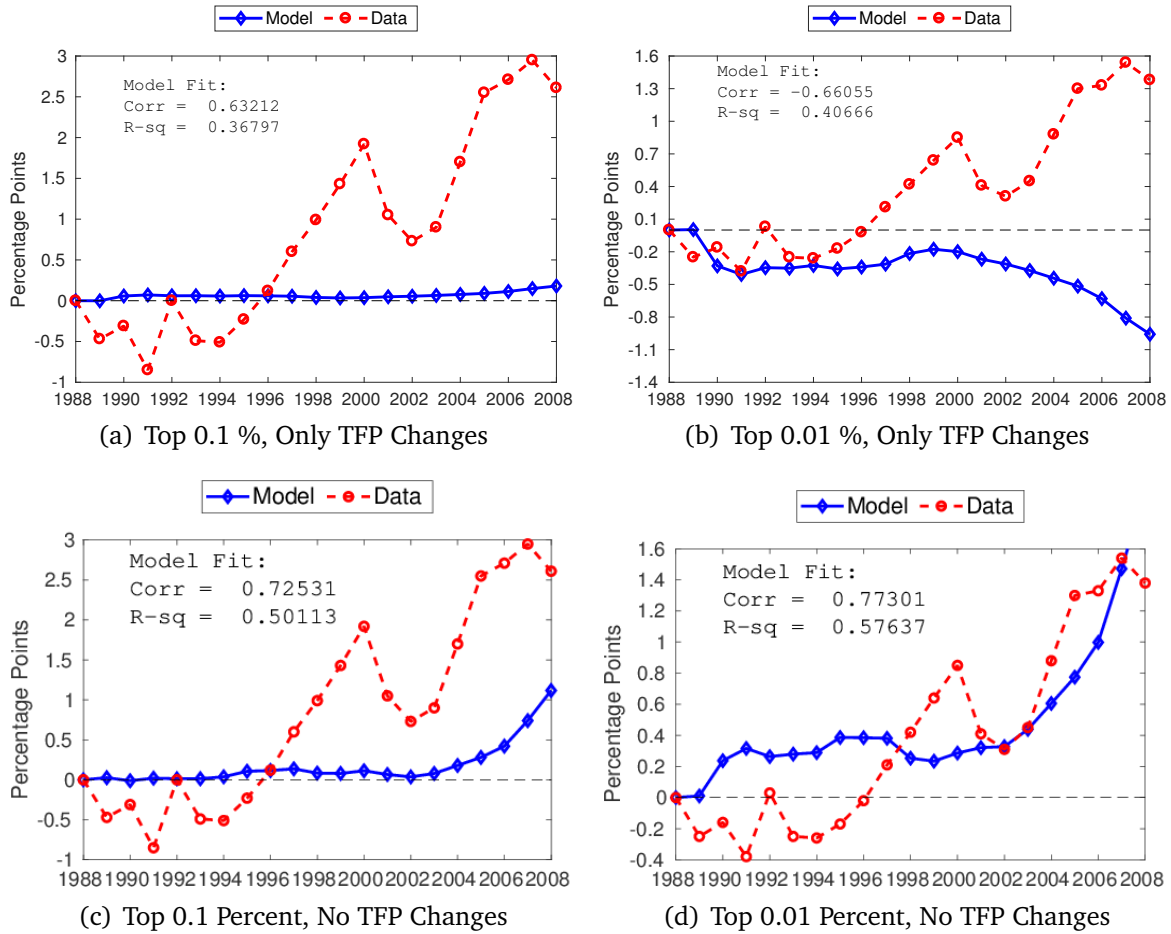 Model Data
Model Data
3
2.5
2
1.5
1
0.5
0
-0.5
-1
Percentage Points
Model Fit:
Corr = 0.63212
R-sq = 0.36797
1988 1990 1992 1994 1996 1998 2000 2002 2004 2006 2008
(a) Top 0.1 %, Only TFP Changes
1.6
1.3
1
0.7
0.4
0.1
-0.2
-0.5
-0.8
-1.1
-1.4
Percentage Points
Model Fit:
Corr = -0.66055
R-sq = 0.40666
1988 1990 1992 1994 1996 1998 2000 2002 2004 2006 2008
(b) Top 0.01 %, Only TFP Changes
Model Data
Model Data
3
2.5
2
1.5
1
0.5
0
-0.5
-1
Percentage Points
Model Fit:
Corr = 0.72531
R-sq = 0.50113
1988 1990 1992 1994 1996 1998 2000 2002 2004 2006 2008
(c) Top 0.1 Percent, No TFP Changes
1.6
1.4
1.2
1
0.8
0.6
0.4
0.2
0
-0.2
-0.4
Percentage Points
Model Fit:
Corr = 0.77301
R-sq = 0.57637
1988 1990 1992 1994 1996 1998 2000 2002 2004 2006 2008
(d) Top 0.01 Percent, No TFP Changes